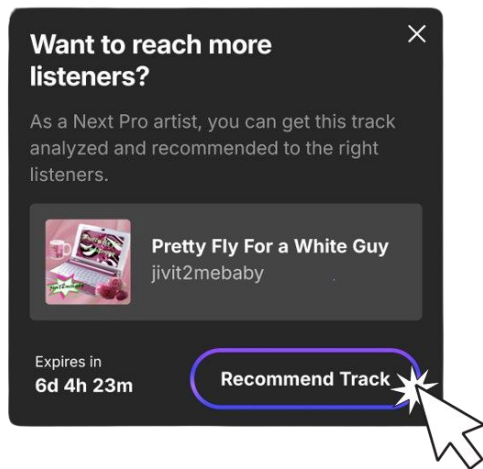 Want to reach more
listeners?
As a Next Pro artist, you can get this track
analyzed and recommended to the right
listeners.
Pretty Fly For a White Guy
jivit2mebaby
Expires in
6d 4h 23m
Recommend Track